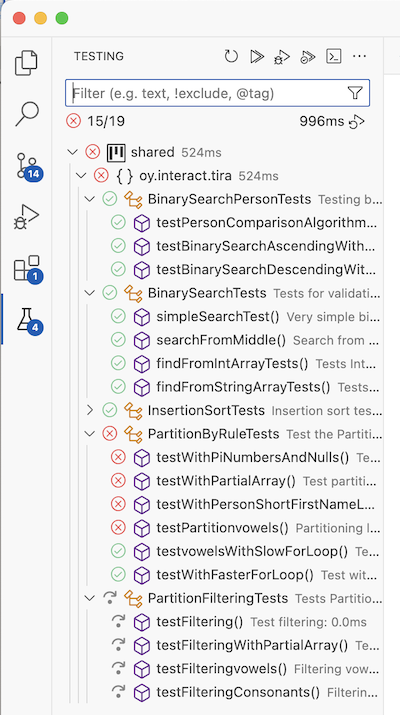 TESTING
Filter (e.g. text, !exclude, @tag)
15/19 996ms
shared 524ms
14
{ } oy.interact.tira 524ms
BinarySearchPersonTests Testing b...
testPersonComparisonAlgorithm...
testBinarySearchAscendingWith...
1
testBinarySearchDescendingWit...
BinarySearchTests Tests for validati...
simpleSearchTest() Very simple bi...
4
searchFromMiddle() Search from ...
findFromIntArrayTests() Tests Int...
findFromStringArrayTests() Tests...
InsertionSortTests Insertion sort tes...
PartitionByRuleTests Test the Partiti...
testWithPiNumbersAndNulls() Te...
testWithPartialArray() Test partiti...
testWithPersonShortFirstNameL...
testPartitionvowels() Partitioning l...
testvowelsWithSlowForLoop() Te...
testWithFasterForLoop() Test wit...
PartitionFilteringTests Tests Partitio...
testFiltering() Test filtering: 0.0ms
testFilteringWithPartialArray() Te...
testFilteringvowels() Filtering vow...
testFilteringConsonants() Filterin...